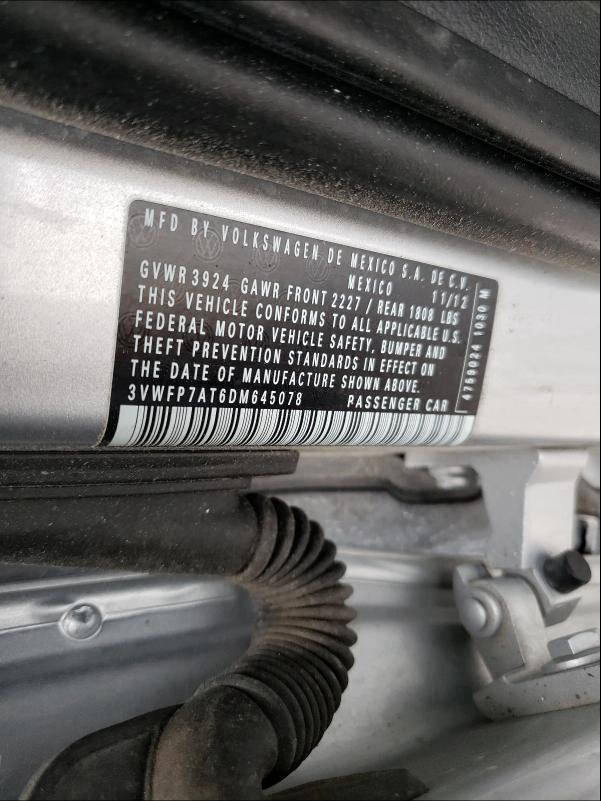 MFD BY VOLKSWAGEN DE MEXICO S.A. DE C.V.
MEXICO 11/12
GVWR 3924 GAWR FRONT 2227 / REAR 1808 LBS
THIS VEHICLE CONFORMS TO ALL APPLICABLE U.S.
FEDERAL MOTOR VEHICLE SAFETY, BUMPER AND
THEFT PREVENTION STANDARDS IN EFFECT ON
THE DATE OF MANUFACTURE SHOWN ABOVE.
3VWFP7AT6DM645078 PASSENGER CAR
4759024 1030 M